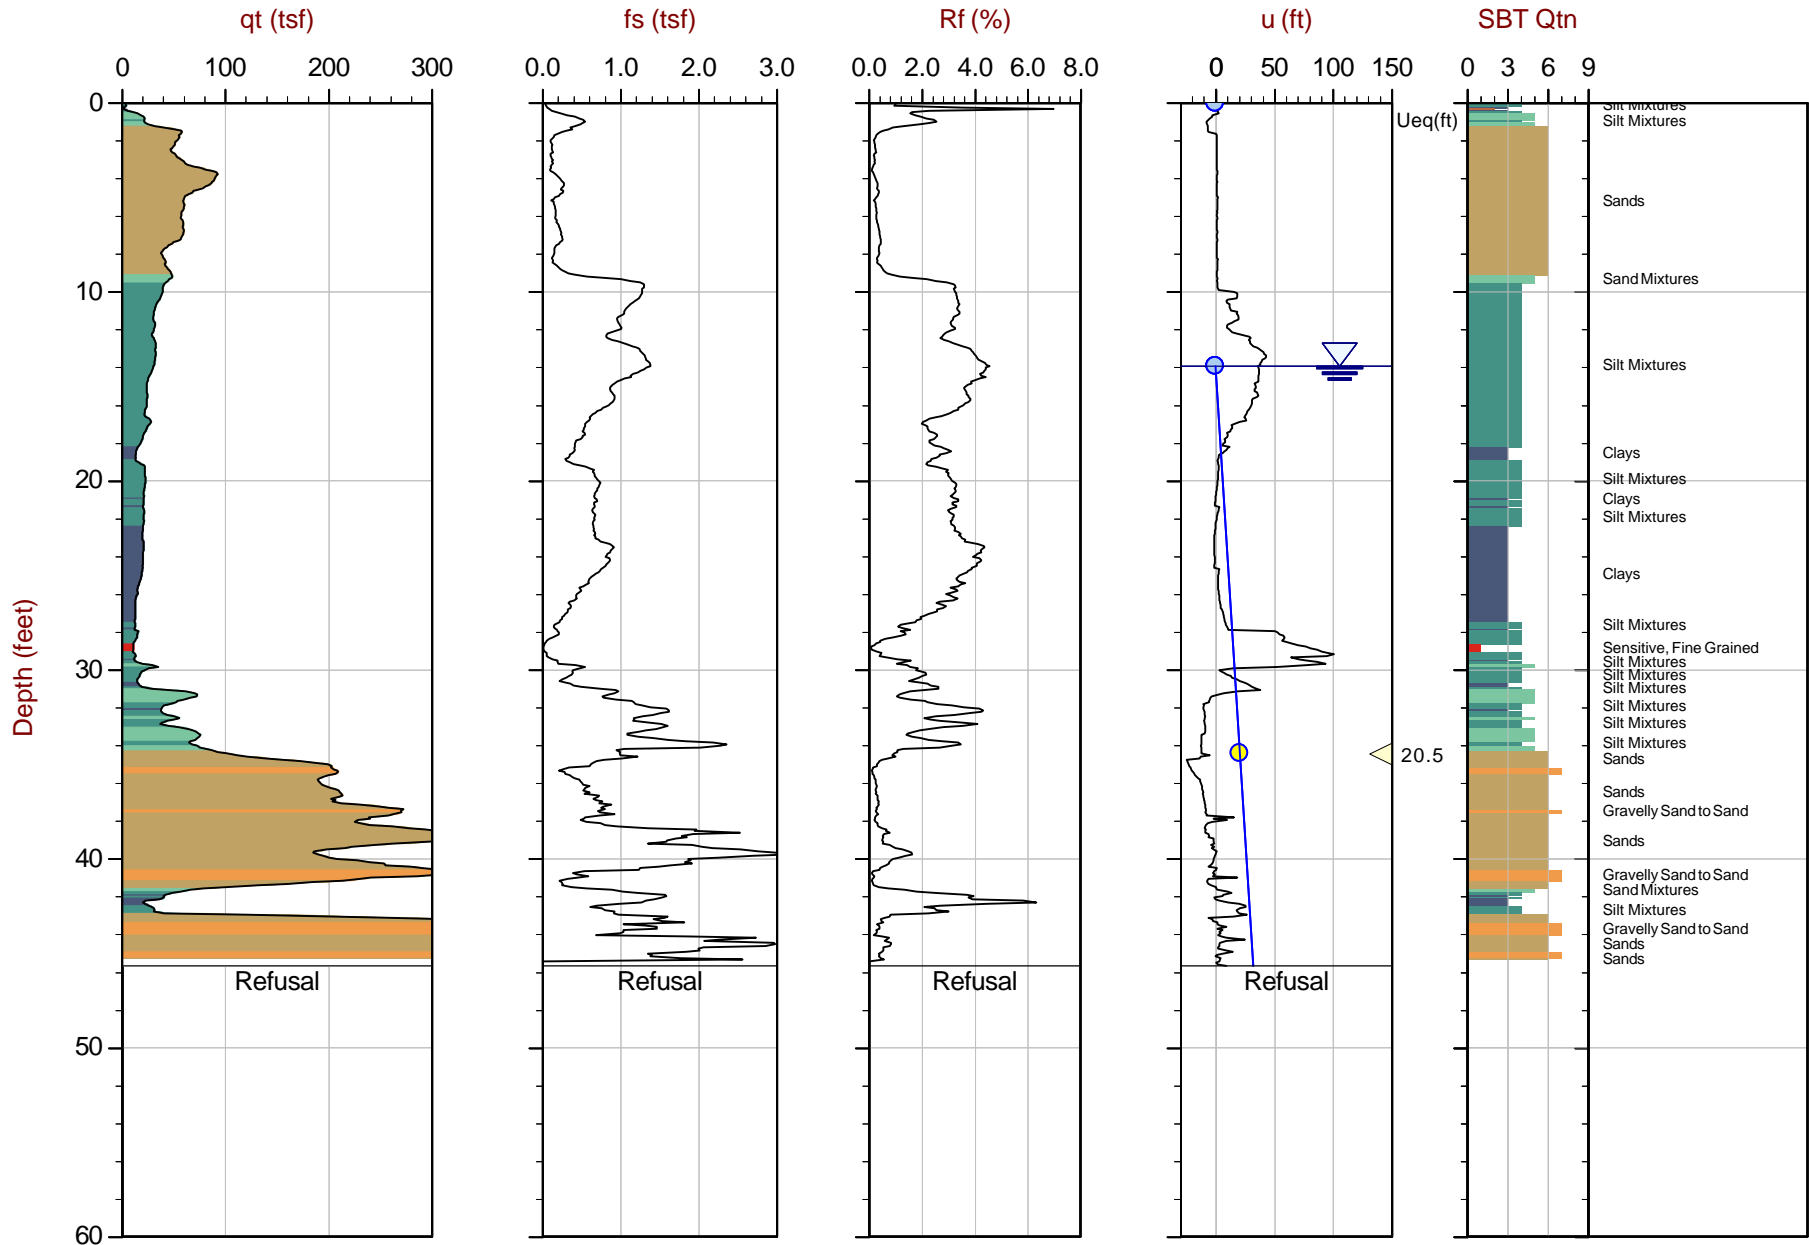 qt (tsf) fs (tsf) Rf (%) u (ft) SBT Qtn
0 100 200 300 0.0 1.0 2.0 3.0 0.0 2.0 4.0 6.0 8.0 0 50 100 150 0 3 6 9
0
Silt Mixtures
Ueq(ft) Silt Mixtures
Sands
Sand Mixtures
10
Silt Mixtures
Clays
20 Silt Mixtures
Clays
Silt Mixtures
Clays
Depth (feet)
Silt Mixtures
Sensitive, Fine Grained
Silt Mixtures
30
Silt Mixtures
Silt Mixtures
Silt Mixtures
Silt Mixtures
Silt Mixtures
20.5 Sands
Sands
Gravelly Sand to Sand
Sands
40
Gravelly Sand to Sand
Sand Mixtures
Silt Mixtures
Gravelly Sand to Sand
Sands
Sands
Refusal Refusal Refusal Refusal
50
60